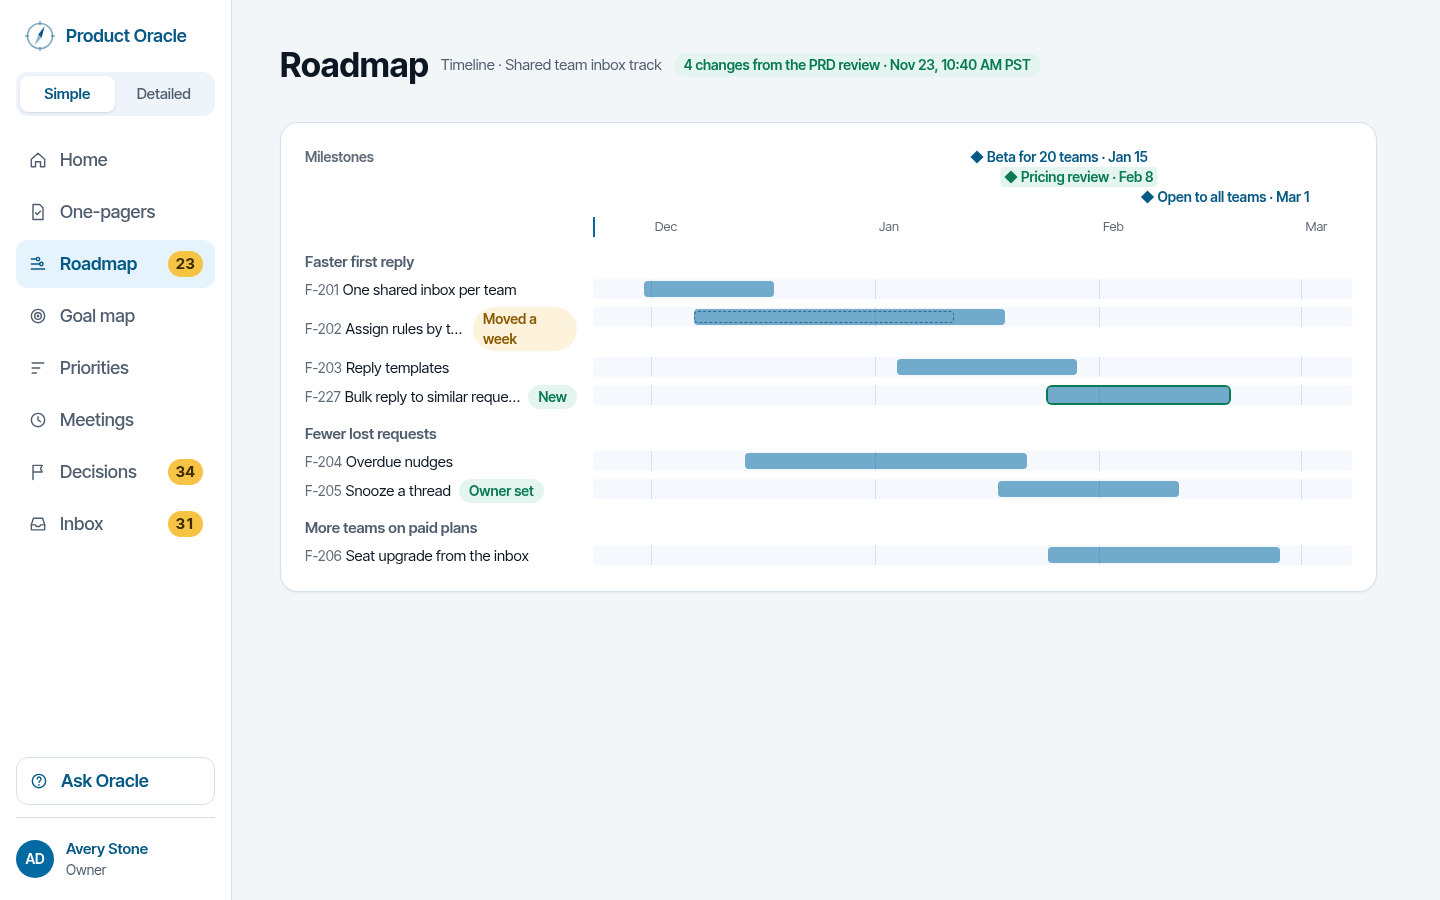 Product Oracle
Simple
Detailed
Home
One-pagers
Roadmap
23
Goal map
Priorities
Meetings
Decisions
34
Inbox
31
Ask Oracle
AD
Avery Stone
Owner
Roadmap
Timeline · Shared team inbox track
4 changes from the PRD review · Nov 23, 10:40 AM PST
Milestones
Beta for 20 teams · Jan 15
Pricing review · Feb 8
Open to all teams · Mar 1
Dec
Jan
Feb
Mar
Faster first reply
F-201 One shared inbox per team
F-202 Assign rules by t...
Moved a
week
F-203 Reply templates
F-227 Bulk reply to similar reque...
New
Fewer lost requests
F-204 Overdue nudges
F-205 Snooze a thread
Owner set
More teams on paid plans
F-206 Seat upgrade from the inbox